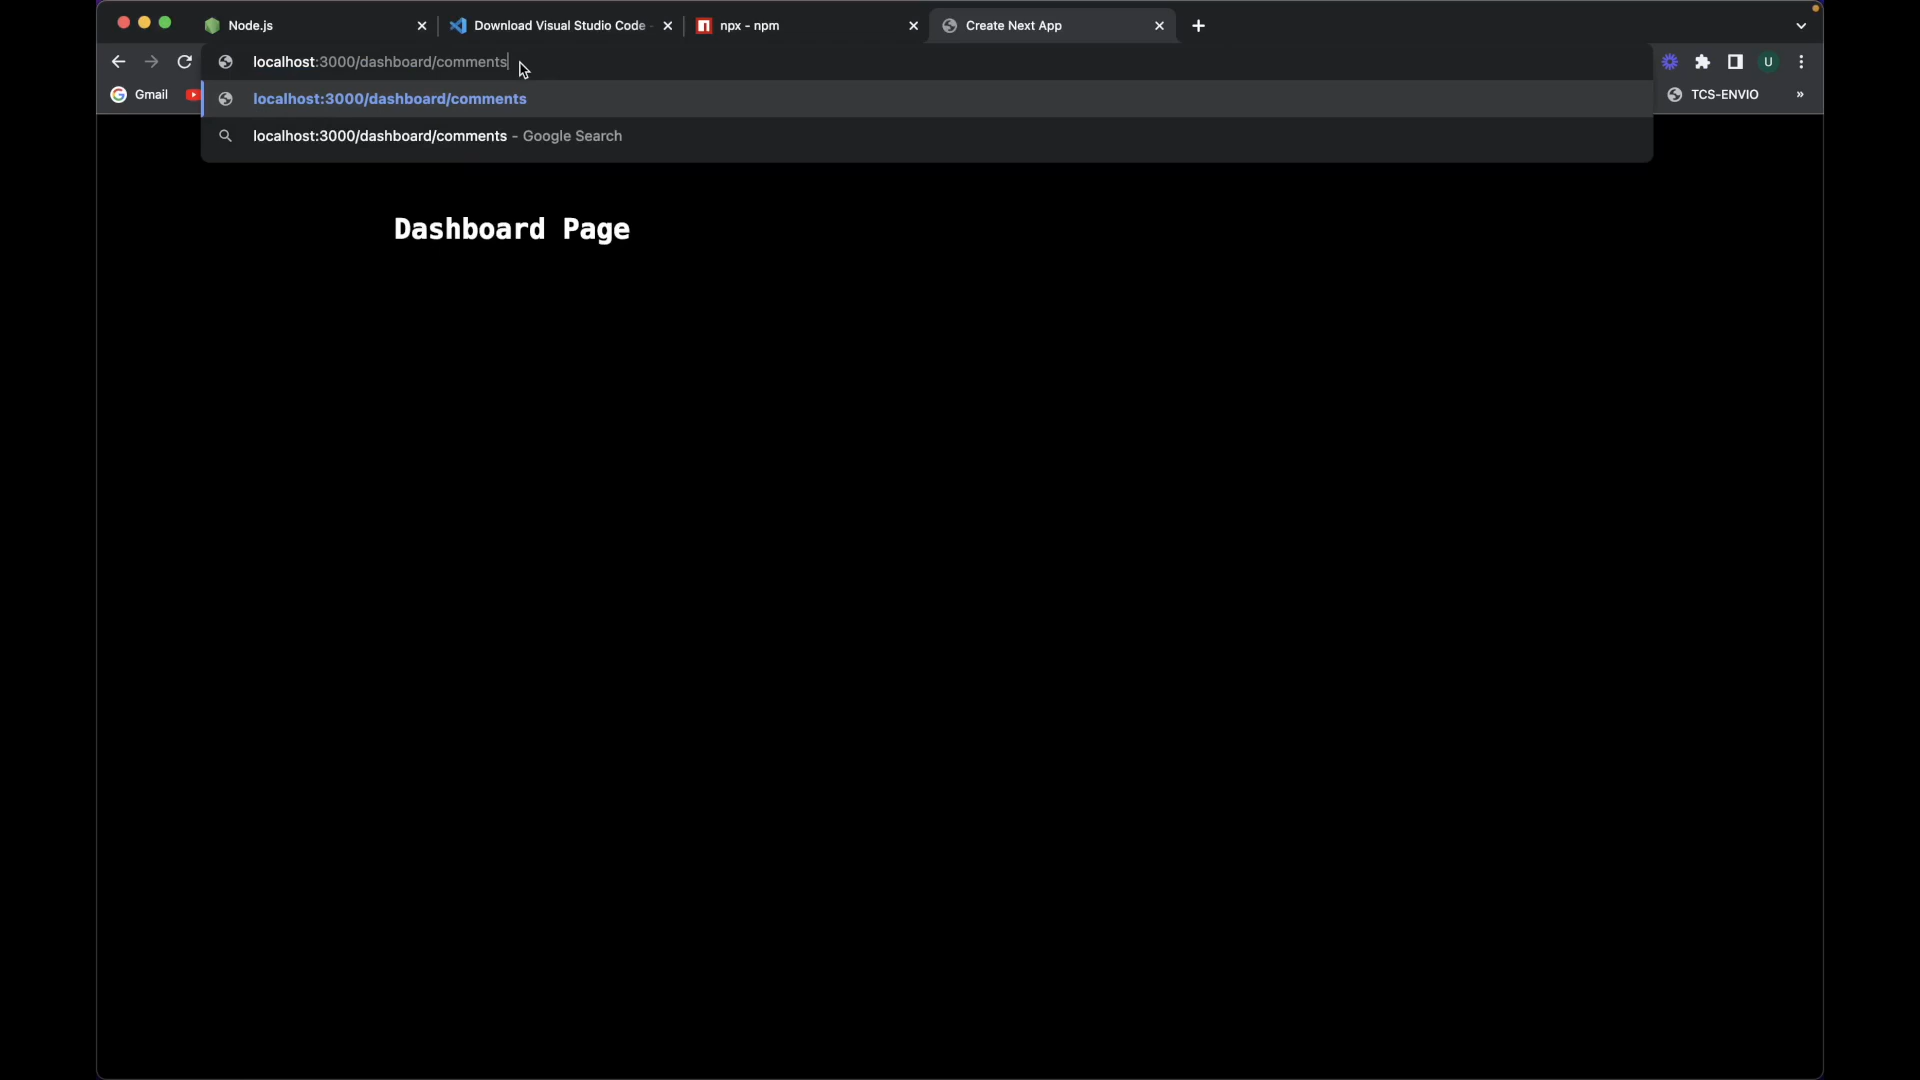 Node.js
Download Visual Studio Code -
npx - npm
Create Next App
localhost:3000/dashboard/comments
Gmail
localhost:3000/dashboard/comments
U
TCS-ENVIO
»
localhost:3000/dashboard/comments - Google Search
Dashboard Page